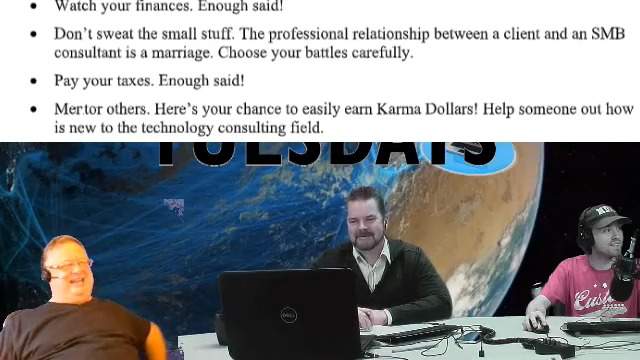 Watch your finances. Enough said!
Don't sweat the small stuff. The professional relationship between a client and an SMB
consultant is a marriage. Choose your battles carefully.
Pay your taxes. Enough said!
Mentor others. Here's your chance to easily earn Karma Dollars! Help someone out how
is new to the technology consulting field.
TUESDAYS
DELL